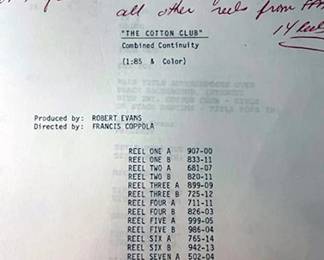 all other reels from
14
"THE COTTON CLUB"
Combined Continuity
(1:85 & Color)
Produced by: ROBERT EVANS
Directed by: FRANCIS COPPOLA
REEL ONE A 907-00
REEL ONE B 833-11
REEL TWO A 681-07
REEL TWO B 820-11
REEL THREE A 899-09
REEL THREE B 725-12
REEL FOUR A 711-11
REEL FOUR B 826-03
REEL FIVE A 999-05
REEL FIVE B 986-04
REEL SIX A 765-14
REEL SIX B 942-13
REEL SEVEN A 502-04